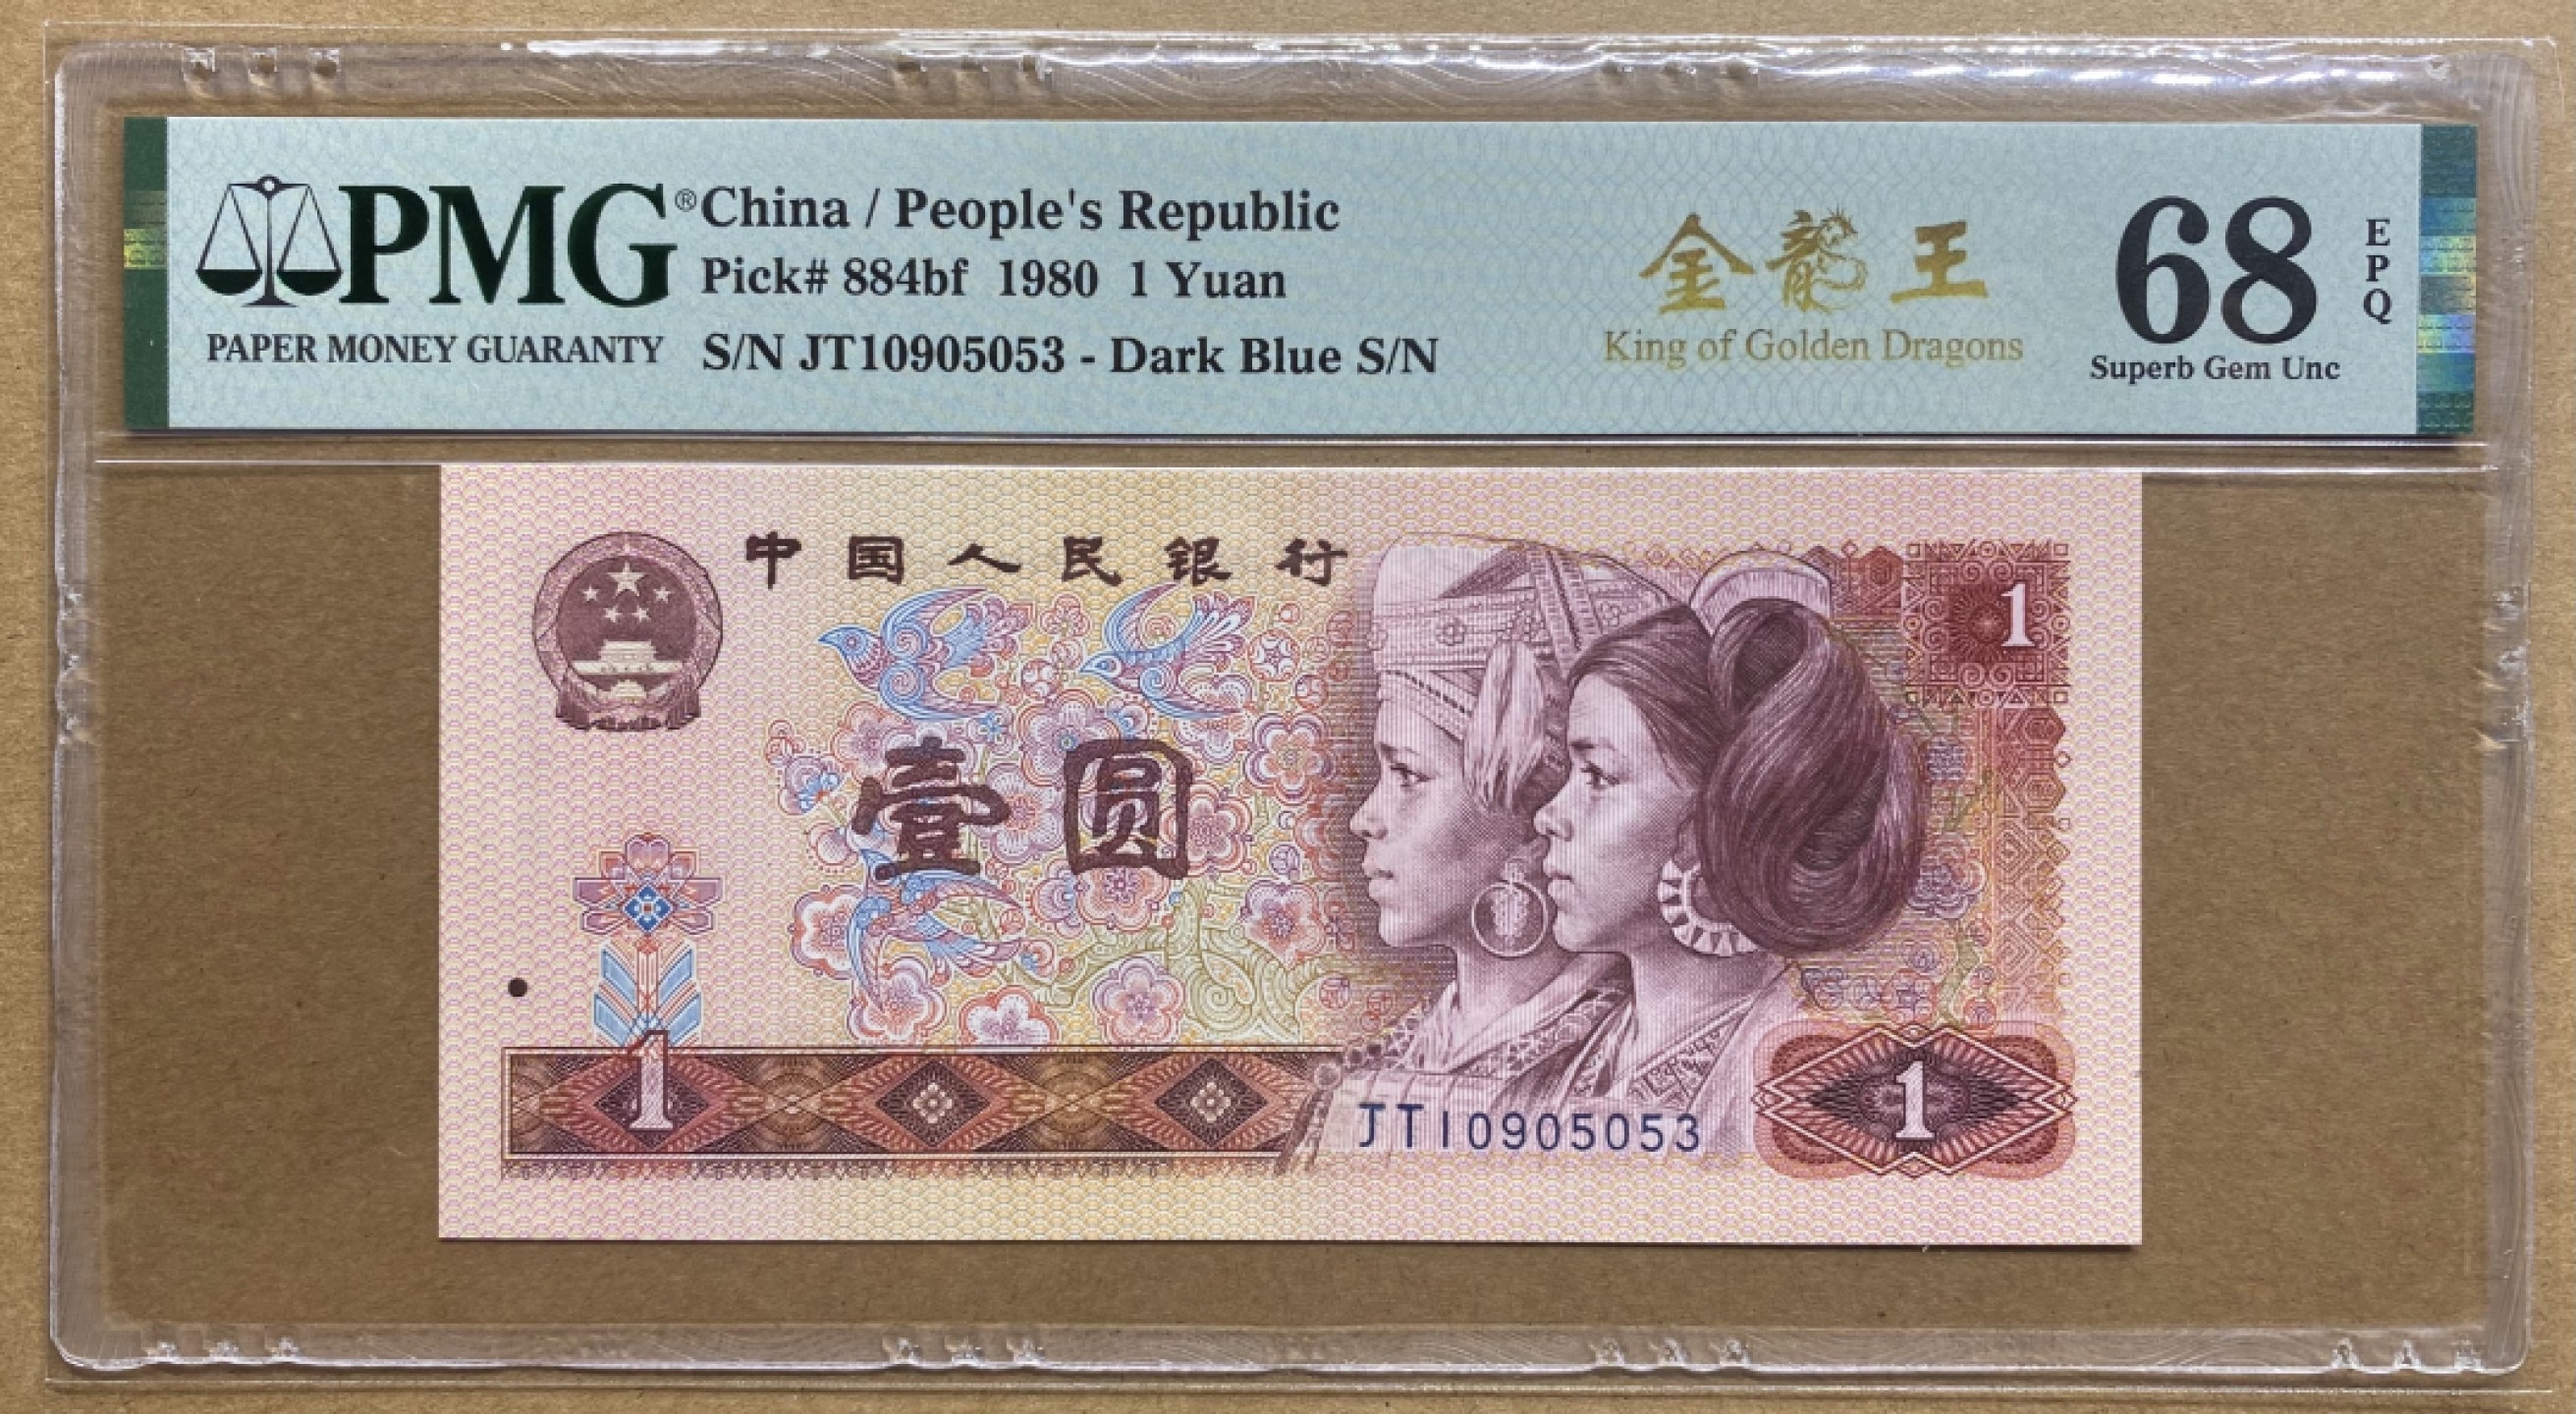 PMG®
PAPER MONEY GUARANTY
China / People's Republic
Pick# 884bf 1980 1 Yuan
S/N JT10905053 - Dark Blue S/N
金龍王
King of Golden Dragons
68
EPQ
Superb Gem Unc
中国人民银行
1
壹圆
1
JT10905053
1